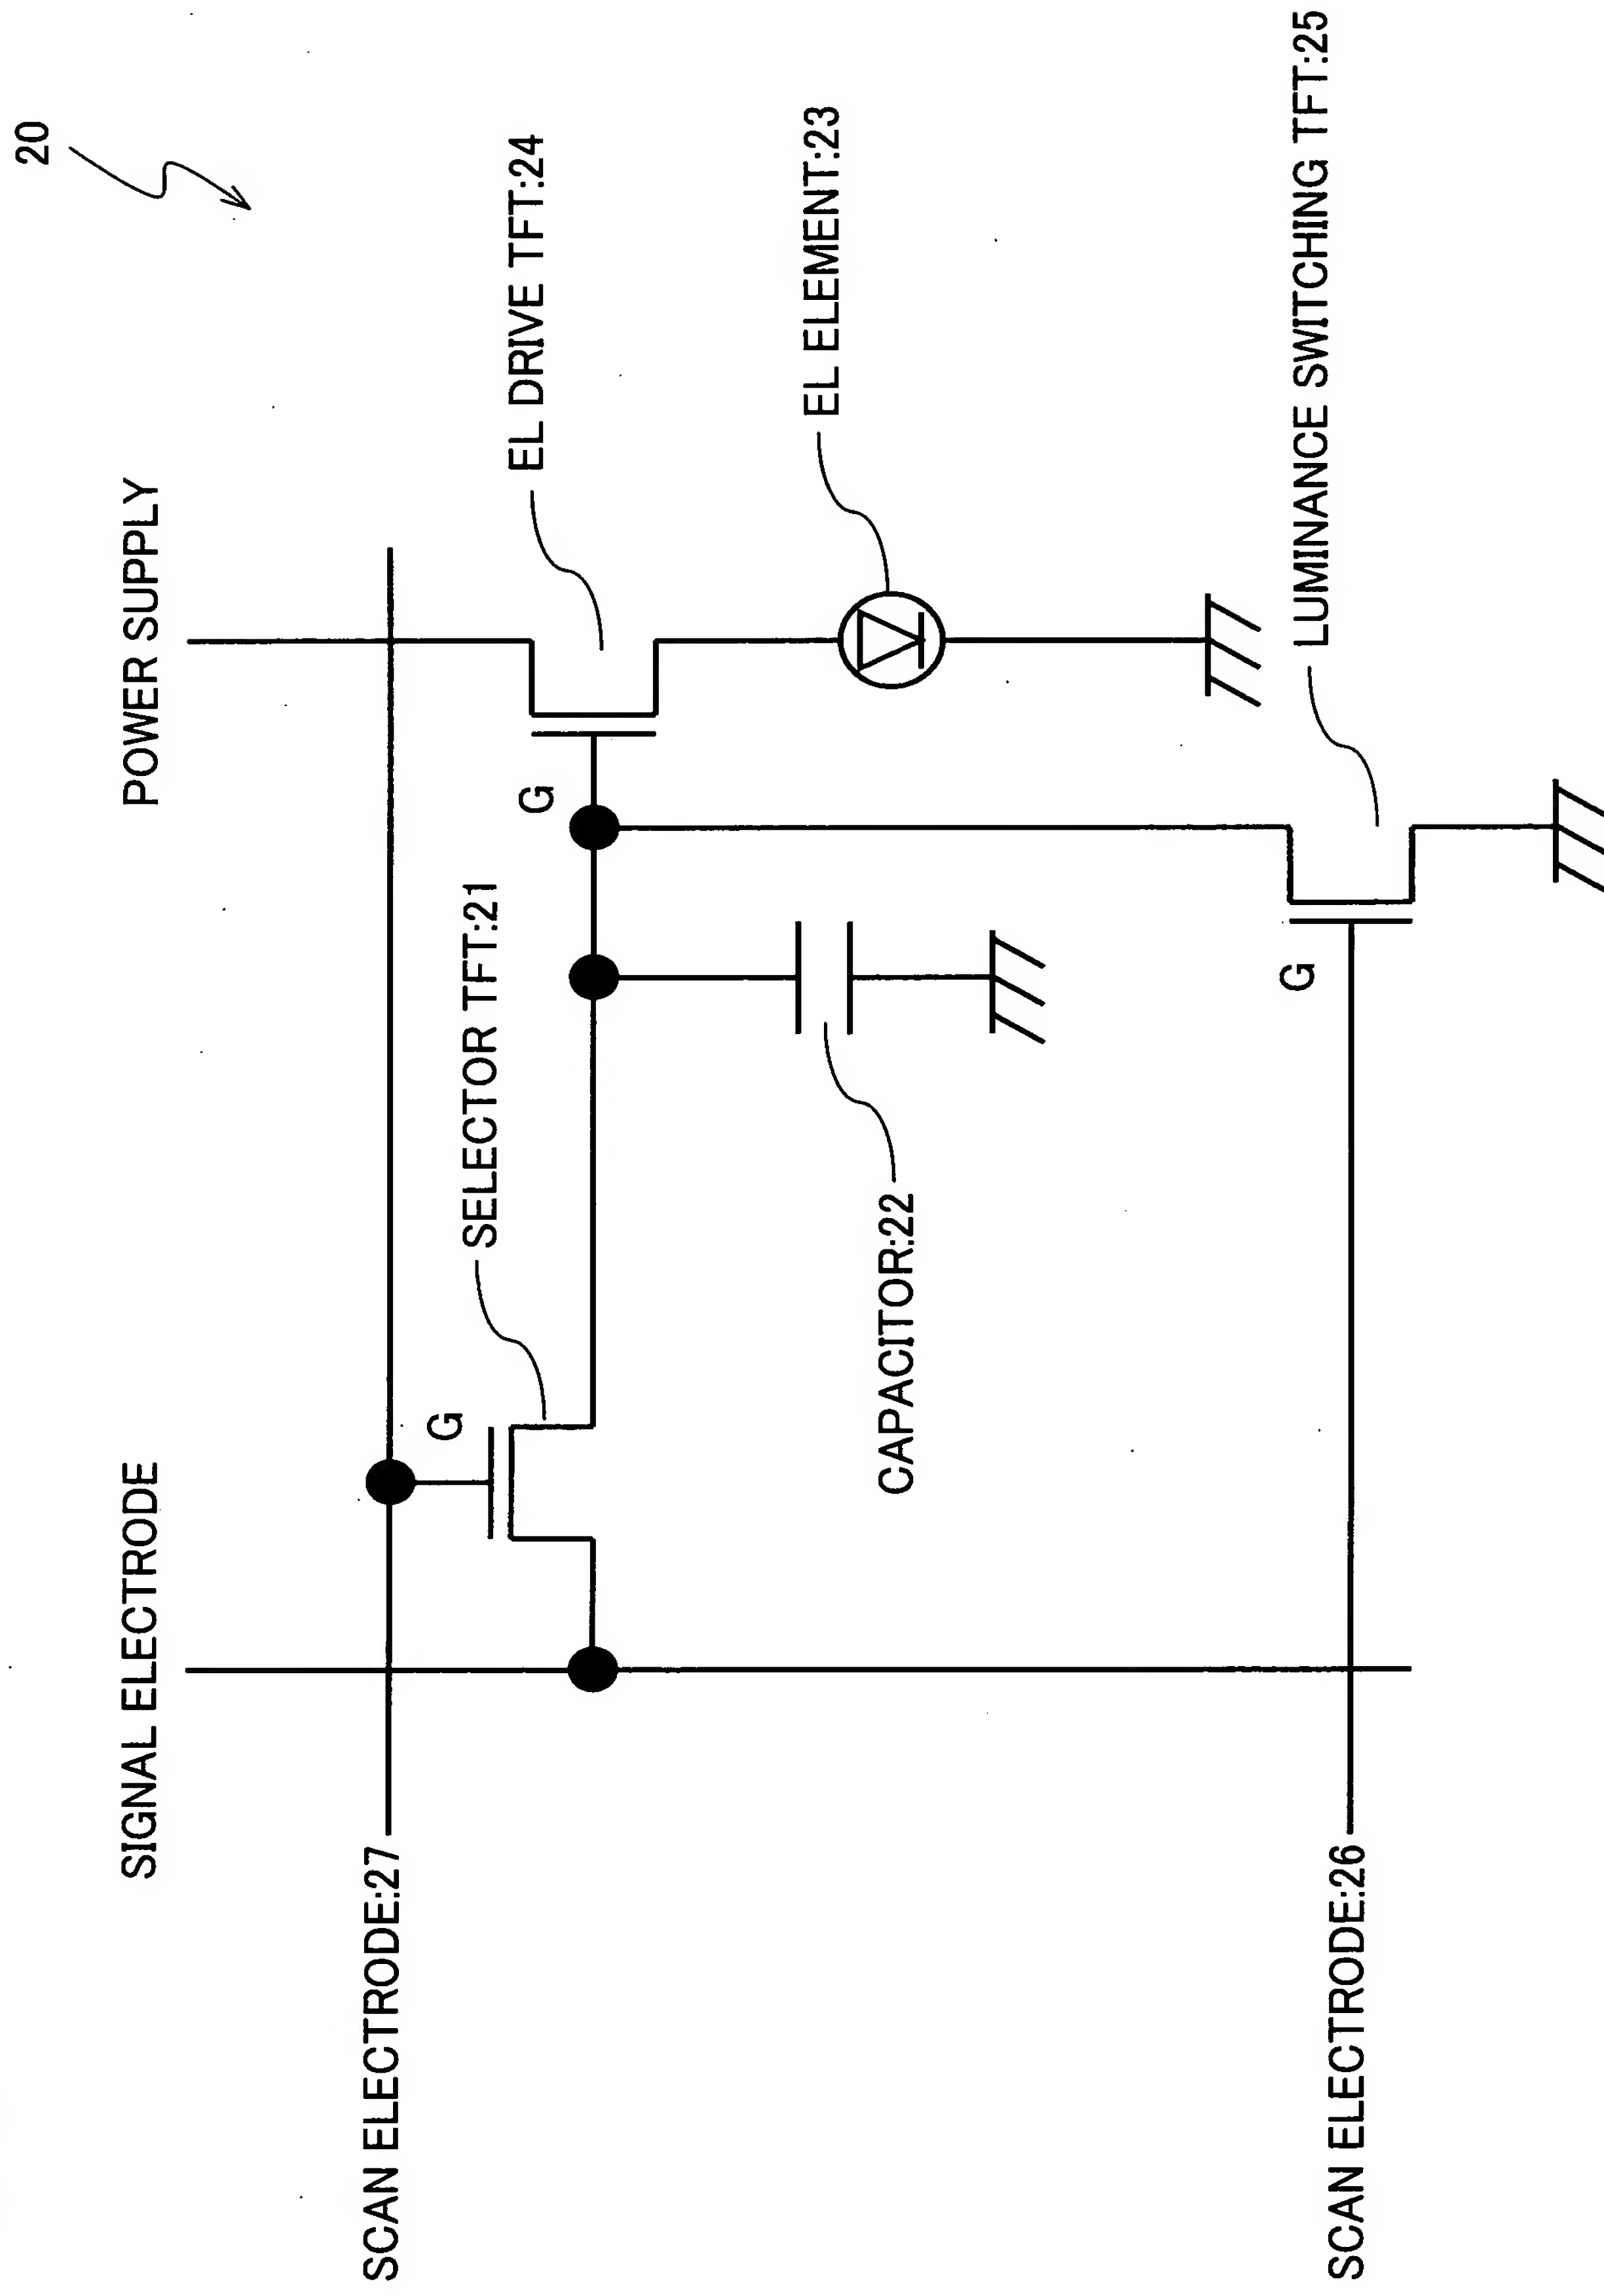 20
SIGNAL ELECTRODE
POWER SUPPLY
SCAN ELECTRODE:27
G
SELECTOR TFT:21
G
EL DRIVE TFT:24
CAPACITOR:22
EL ELEMENT:23
G
LUMINANCE SWITCHING TFT:25
SCAN ELECTRODE:26